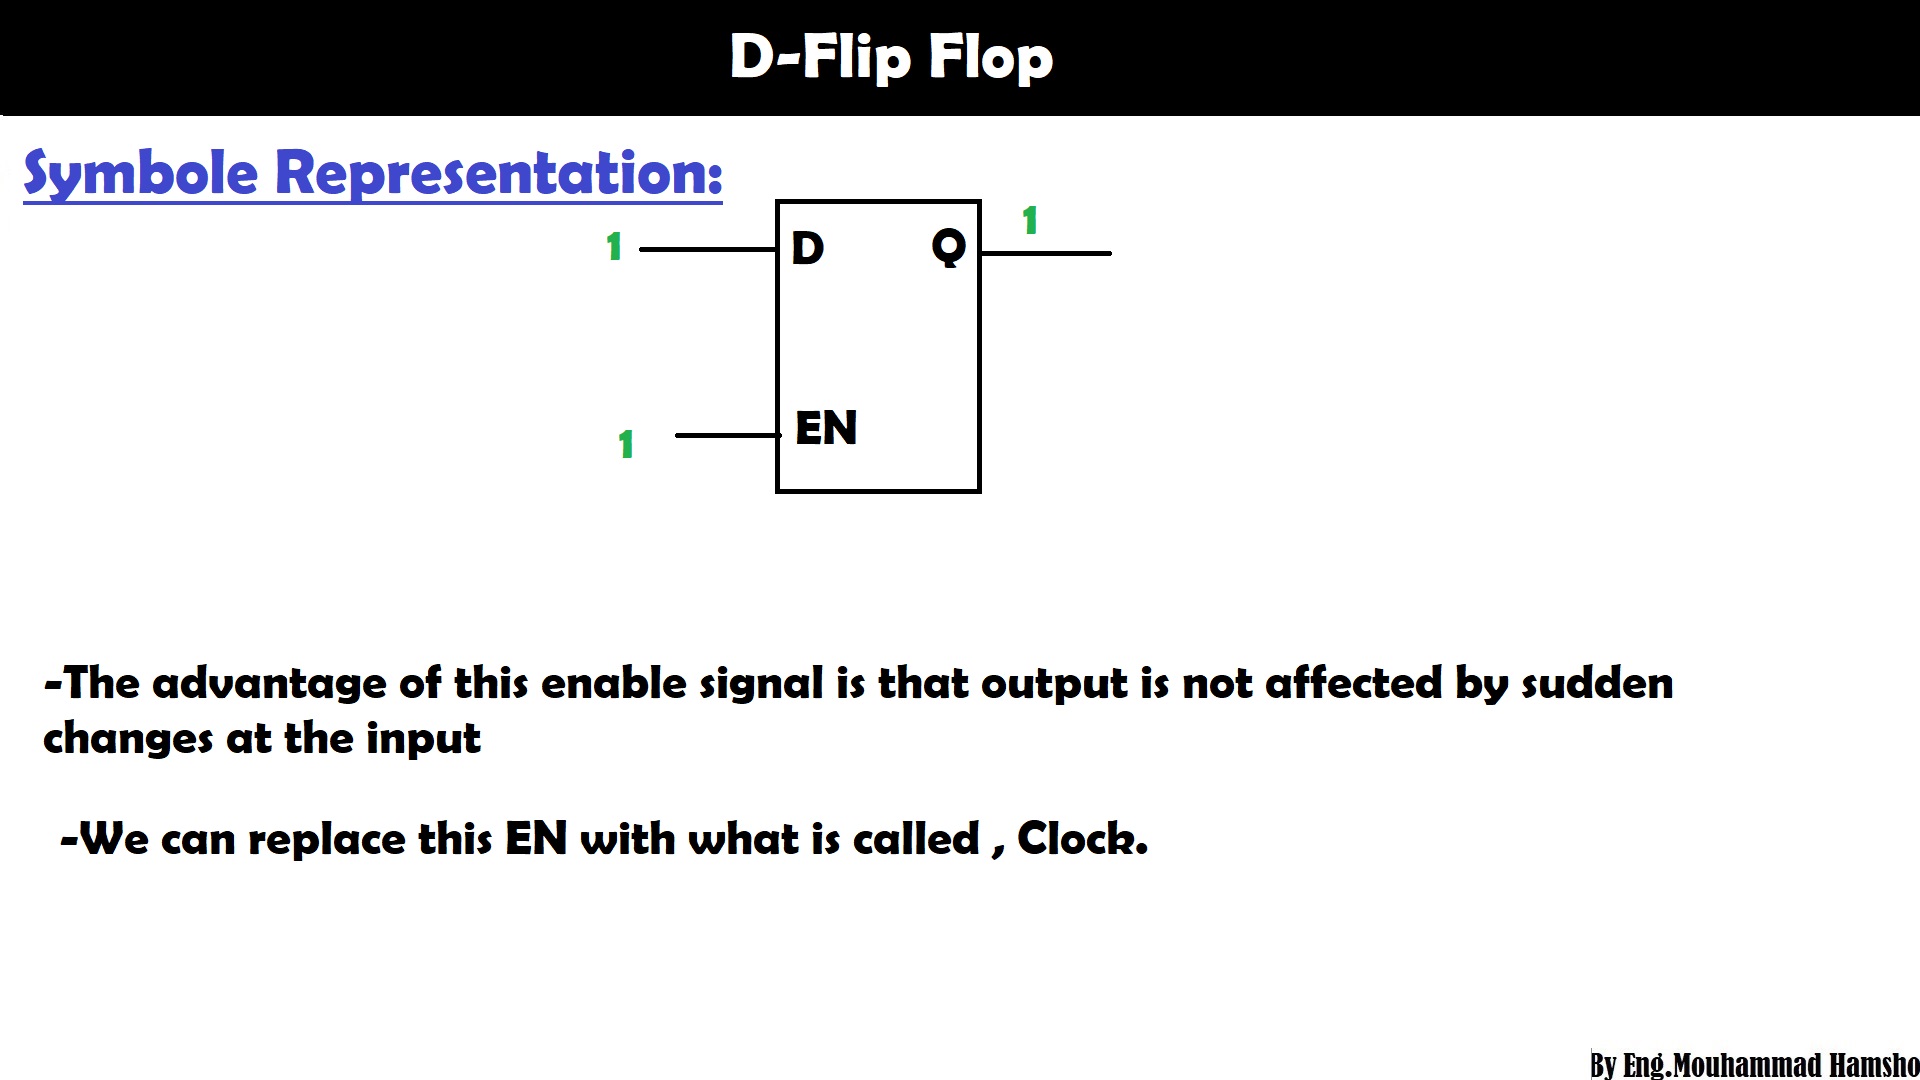 D-Flip Flop
Symbole Representation:
1
D
Q
1
1
EN
-The advantage of this enable signal is that output is not affected by sudden
changes at the input
-We can replace this EN with what is called , Clock.
By Eng.Mouhammad Hamsho